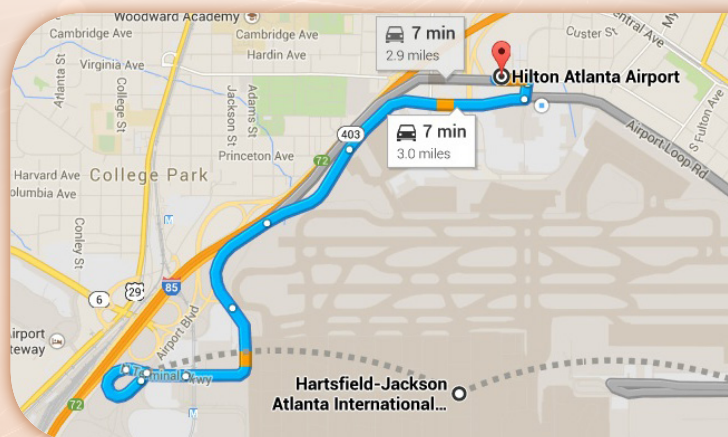 Woodward Academy
Cambridge Ave
Cambridge Ave
Hardin Ave
Virginia Ave
Atlanta St
College St
Jackson St
Adams St
7 min
2.9 miles
Custer St
Central Ave
Hilton Atlanta Airport
S Fulton Ave
403
7 min
3.0 miles
Airport Loop Rd
Princeton Ave
72
Harvard Ave
Columbia Ave
College Park
M
Conley St
85
29
6
Airport Blvd
Airport
Gateway
Terminal Pkwy
72
M
Hartsfield-Jackson
Atlanta International...